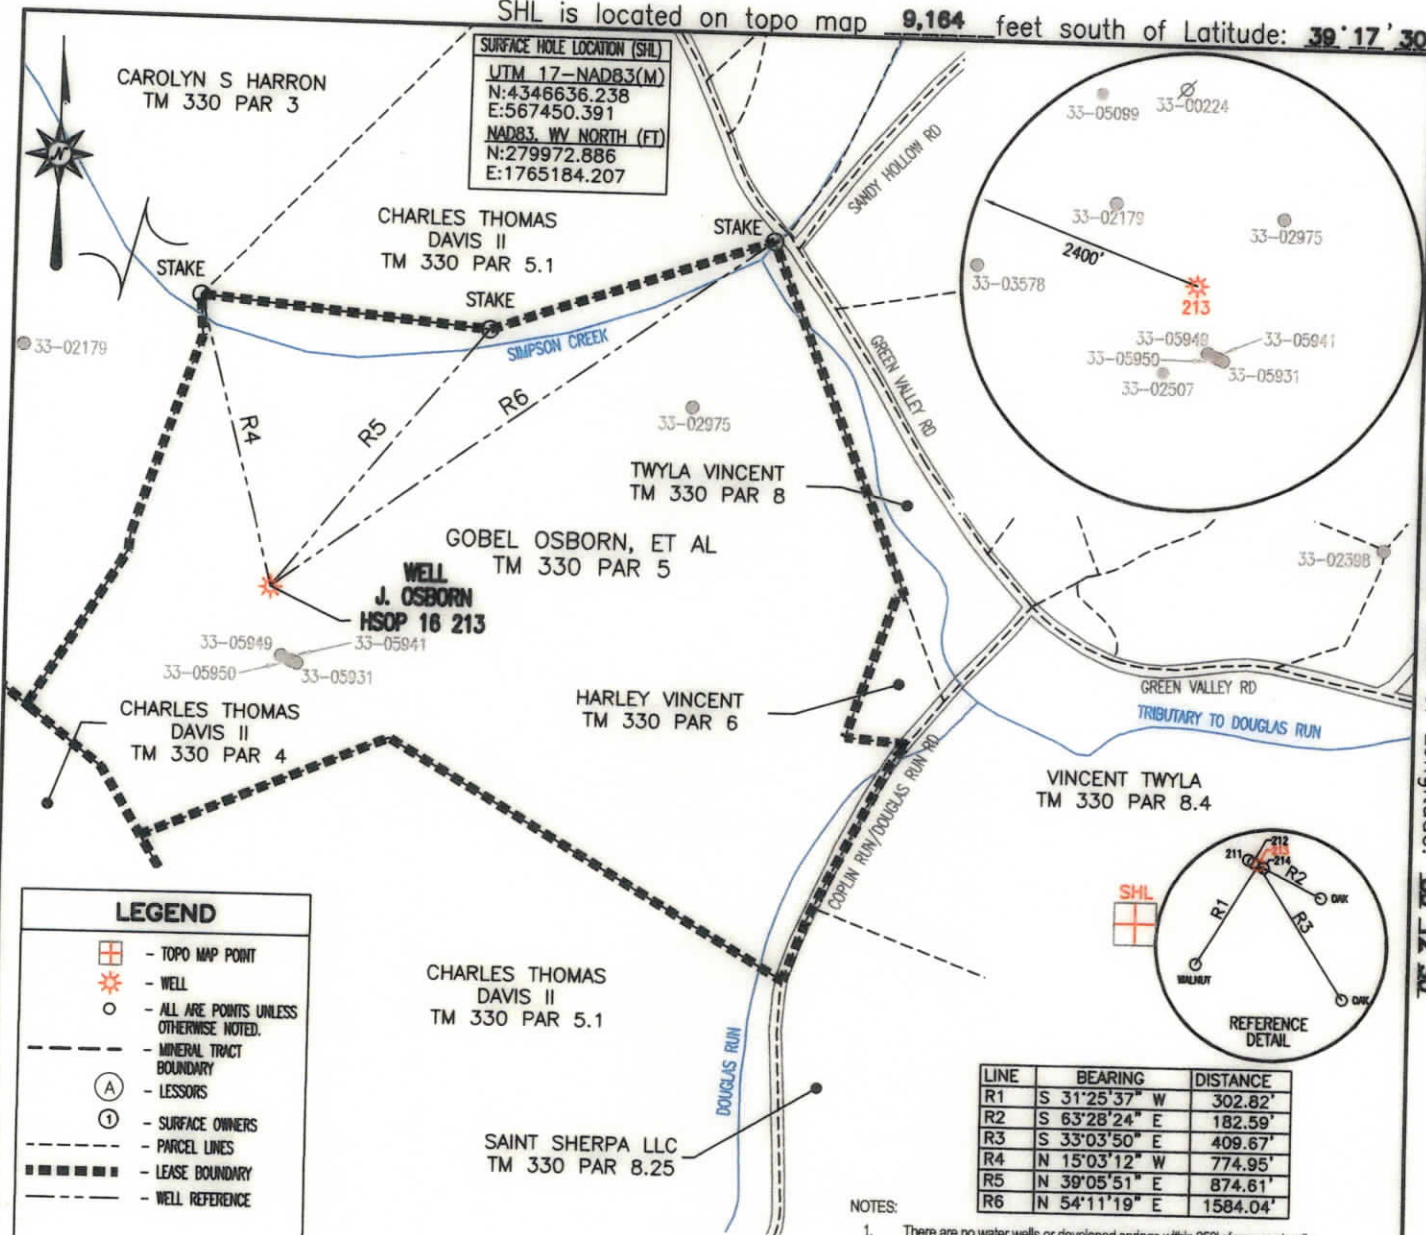 SHL is located on topo map 9,164 feet south of Latitude: 39°17'30
SURFACE HOLE LOCATION (SHL)
UTM 17-NAD83(M)
N:4346636.238
E:567450.391
NAD83, WV NORTH (FT)
N:279972.886
E:1765184.207
CAROLYN S HARRON
TM 330 PAR 3
N
CHARLES THOMAS
DAVIS II
TM 330 PAR 5.1
STAKE
STAKE
STAKE
SANDY HOLLOW RD
33-05099
33-00224
33-02179
33-02975
2400'
33-03578
213
33-05949
33-05941
33-05950
33-05931
33-02507
33-02179
SIMPSON CREEK
GREEN VALLEY RD
R4
R5
R6
33-02975
TWYLA VINCENT
TM 330 PAR 8
GOBEL OSBORN, ET AL
TM 330 PAR 5
WELL
J. OSBORN
HSOP 16 213
33-02398
33-05949
33-05941
33-05950
33-05931
HARLEY VINCENT
TM 330 PAR 6
GREEN VALLEY RD
TRIBUTARY TO DOUGLAS RUN
CHARLES THOMAS
DAVIS II
TM 330 PAR 4
COPLIN RUN/DOUGLAS RUN RD
VINCENT TWYLA
TM 330 PAR 8.4
SHL
211
212
213
214
R1
R2
R3
OAK
WALNUT
OAK
REFERENCE
DETAIL
LEGEND
- TOPO MAP POINT
- WELL
- ALL ARE POINTS UNLESS
OTHERWISE NOTED.
- MINERAL TRACT
BOUNDARY
A - LESSORS
1 - SURFACE OWNERS
- PARCEL LINES
- LEASE BOUNDARY
- WELL REFERENCE
CHARLES THOMAS
DAVIS II
TM 330 PAR 5.1
DOUGLAS RUN
SAINT SHERPA LLC
TM 330 PAR 8.25
LINE BEARING DISTANCE
R1 S 31°25'37" W 302.82'
R2 S 63°28'24" E 182.59'
R3 S 33°03'50" E 409.67'
R4 N 15°03'12" W 774.95'
R5 N 39°05'51" E 874.61'
R6 N 54°11'19" E 1584.04'
NOTES:
1. There are no water wells or developed springs within